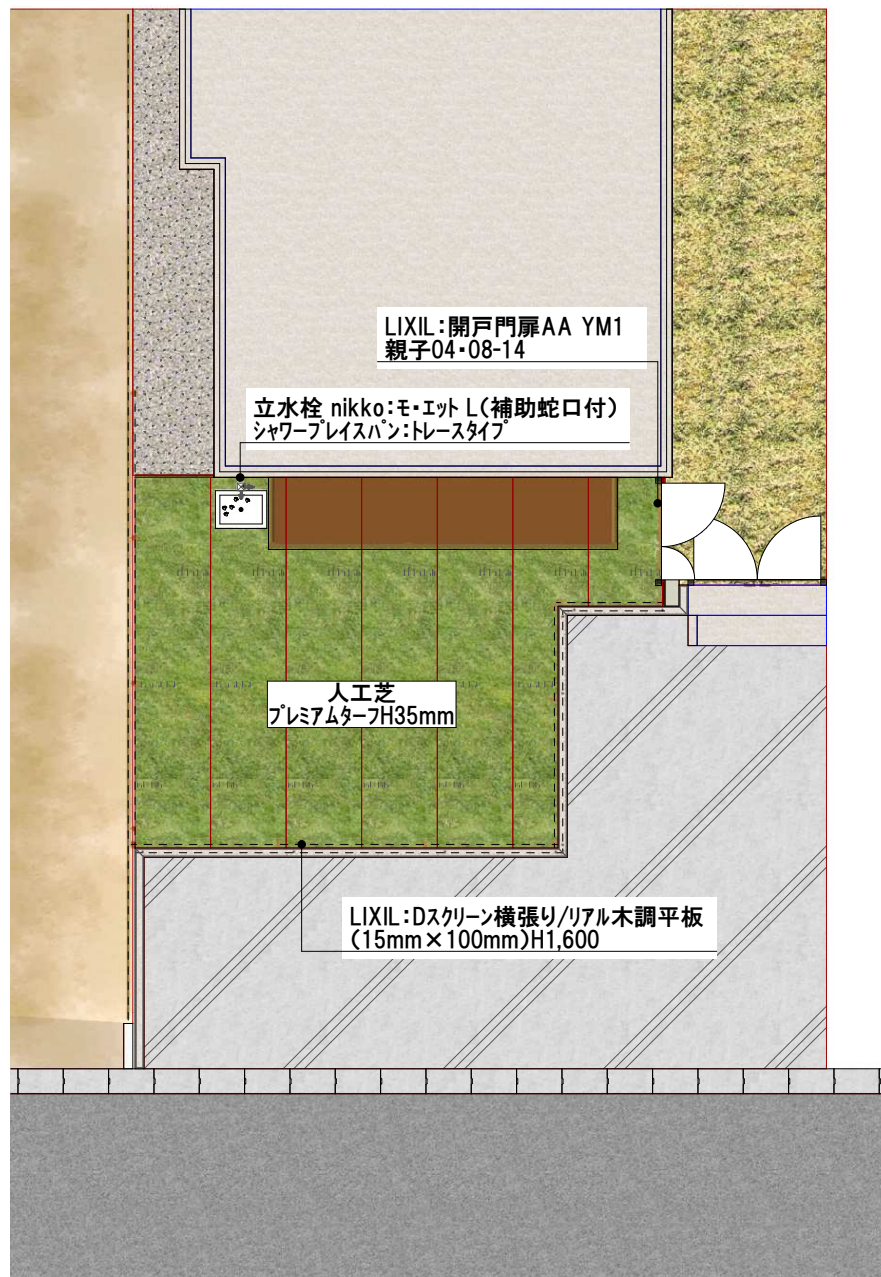 LIXIL:開戸門扉AA YM1
親子04・08-14
立水栓 nikko:モ・エット L(補助蛇口付)
シャワープレイスパン:トレースタイプ
人工芝
プレミアムターフH35mm
LIXIL:Dスクリーン横張り/リアル木調平板
(15mm×100mm)H1,600